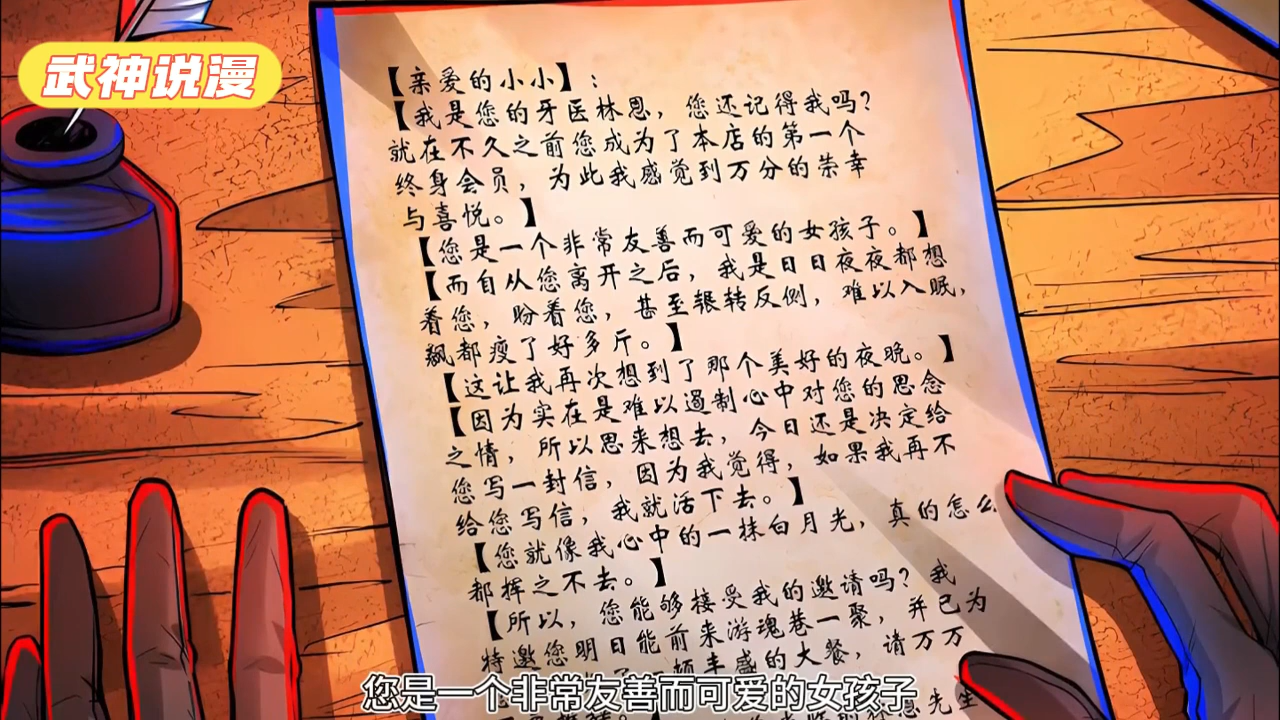 武神说漫
【亲爱的小小】：
【我是您的牙医林恩，您还记得我吗？
就在不久之前您成为了本店的第一个
终身会员，为此我感觉到万分的荣幸
与喜悦。】
【您是一个非常友善而可爱的女孩子。】
【而自从您离开之后，我是日日夜夜都想
着您，盼着您，甚至辗转反侧，难以入眠，
飙都瘦了好多斤。】
【这让我再次想到了那个美好的夜晚。】
【因为实在是难以遏制心中对您的思念
之情，所以思来想去，今日还是决定给
您写一封信，因为我觉得，如果我再不
给您写信，我就活下去。】
【您就像我心中的一抹白月光，真的怎么
都挥之不去。】
【所以，您能够接受我的邀请吗？我
特邀您明日能前来游魂巷一聚，并已为
丰盛的大餐，请万万
您是一个非常友善而可爱的女孩子
先生